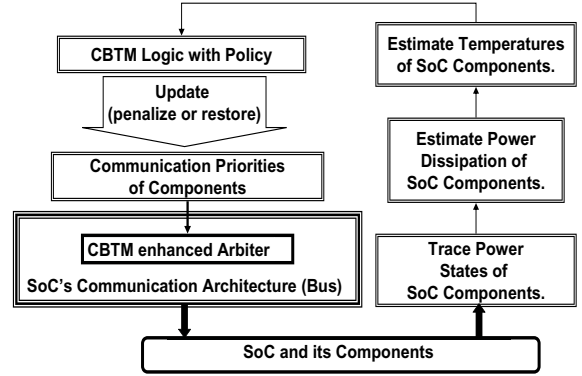 CBTM Logic with Policy
Update
(penalize or restore)
Communication Priorities
of Components
CBTM enhanced Arbiter
SoC's Communication Architecture (Bus)
SoC and its Components
Trace Power
States of
SoC Components.
Estimate Power
Dissipation of
SoC Components.
Estimate Temperatures
of SoC Components.